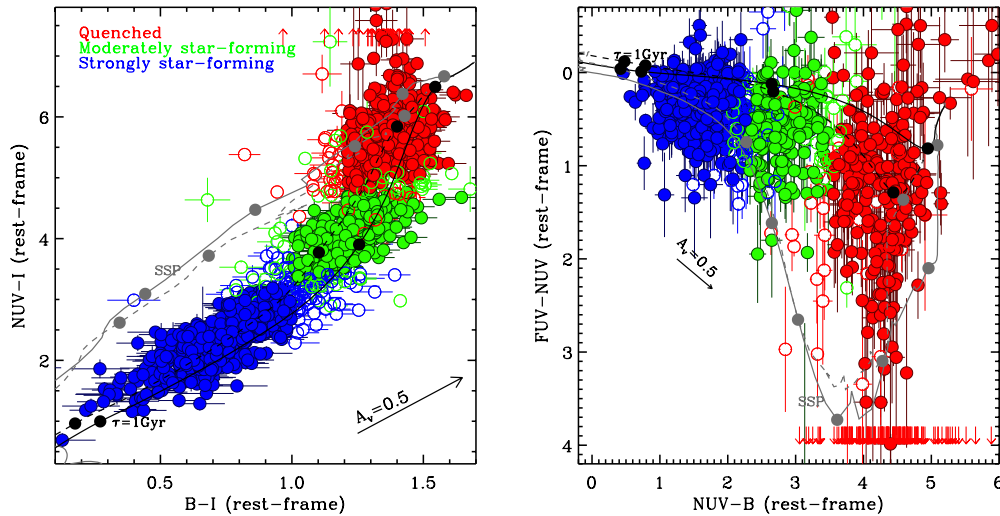 Quenched
Moderately star-forming
Strongly star-forming
SSP
τ=1Gyr
Aᵥ=0.5
NUV-I (rest-frame)
2
4
6
0.5
1.0
1.5
B-I (rest-frame)
τ=1Gyr
Aᵥ=0.5
SSP
FUV-NUV (rest-frame)
0
1
2
3
4
0
1
2
3
4
5
6
NUV-B (rest-frame)